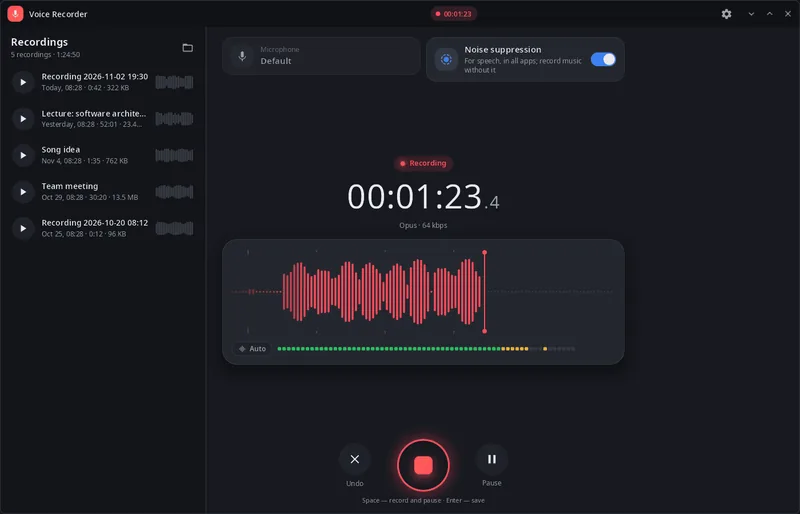 Voice Recorder
00:01:23
Recordings
5 recordings · 1:24:50
Recording 2026-11-02 19:30
Today, 08:28 · 0:42 · 322 KB
Lecture: software archite...
Yesterday, 08:28 · 52:01 · 23.4...
Song idea
Nov 4, 08:28 · 1:35 · 762 KB
Team meeting
Oct 29, 08:28 · 30:20 · 13.5 MB
Recording 2026-10-20 08:12
Oct 25, 08:28 · 0:12 · 96 KB
Microphone
Default
Noise suppression
For speech, in all apps; record music
without it
Recording
00:01:23.4
Opus · 64 kbps
Auto
Undo
Pause
Space — record and pause · Enter — save